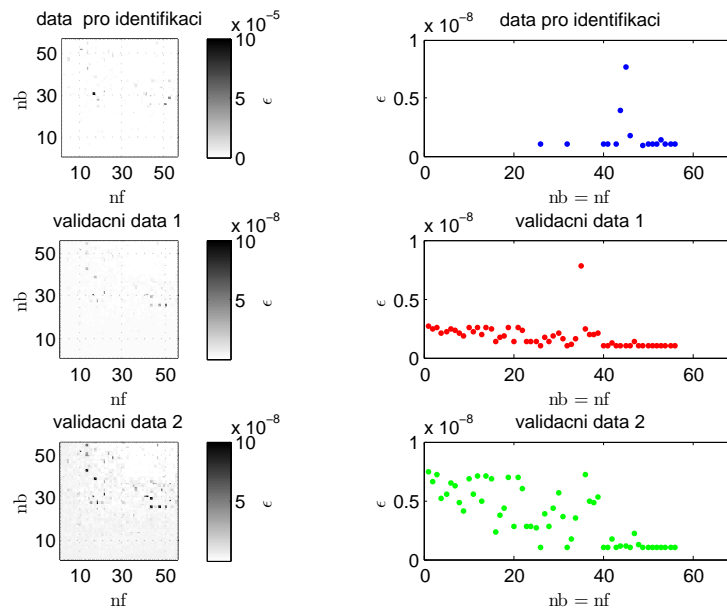 data pro identifikaci
x 10^-5
50
30
10
nb
10 30 50
nf
10
5
0
ϵ
data pro identifikaci
x 10^-8
1
0.5
0
ϵ
0 20 40 60
nb = nf
validacni data 1
x 10^-8
50
30
10
nb
10 30 50
nf
10
5
ϵ
validacni data 1
x 10^-8
1
0.5
0
ϵ
0 20 40 60
nb = nf
validacni data 2
x 10^-8
50
30
10
nb
10 30 50
nf
10
5
ϵ
validacni data 2
x 10^-8
1
0.5
0
ϵ
0 20 40 60
nb = nf